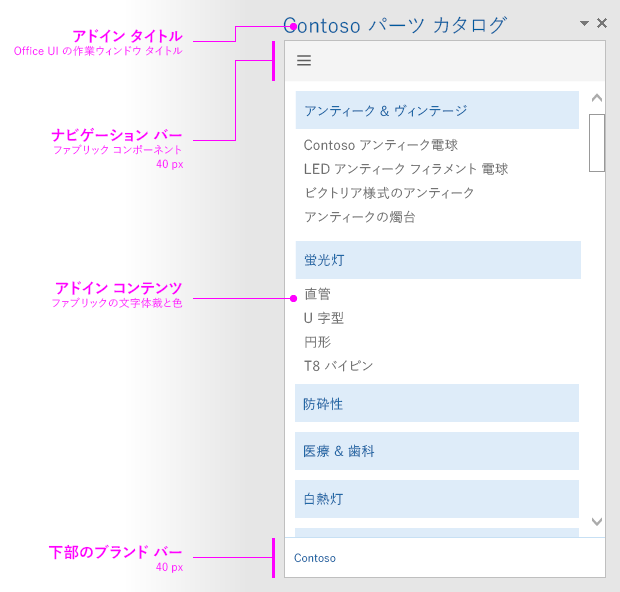 Contoso パーツ カタログ
アドイン タイトル
Office UI の作業ウィンドウ タイトル
ナビゲーション バー
ファブリック コンポーネント
40 px
アンティーク & ヴィンテージ
Contoso アンティーク電球
LED アンティーク フィラメント 電球
ビクトリア様式のアンティーク
アンティークの燭台
蛍光灯
アドイン コンテンツ
ファブリックの文字体裁と色
直管
U 字型
円形
T8 バイピン
防砕性
医療 & 歯科
白熱灯
下部のブランド バー
40 px
Contoso